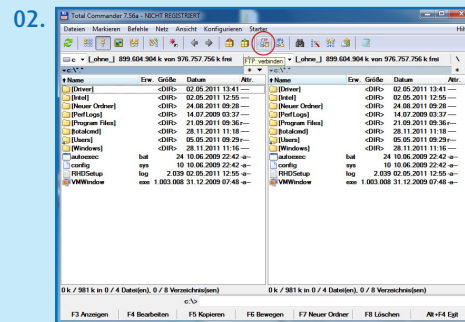 02.
Total Commander 7.56a - NICHT REGISTRIERT
Dateien Markieren Befehle Netz Ansicht Konfigurieren Starter Hilfe
FTP verbinden
c [_ohne_] 899.604.904 k von 976.757.756 k frei \ [_ohne_] 899.604.904 k von 976.757.756 k frei \
c:\*.* * c:\*.* *
Name Erw. Größe Datum Attr. Name Erw. Größe Datum Attr.
[Driver] <DIR> 02.05.2011 13:41 — [Driver] <DIR> 02.05.2011 13:41 —
[Intel] <DIR> 02.05.2011 12:55 — [Intel] <DIR> 02.05.2011 12:55 —
[Neuer Ordner] <DIR> 24.08.2011 09:28 — [Neuer Ordner] <DIR> 24.08.2011 09:28 —
[PerfLogs] <DIR> 14.07.2009 03:37 — [PerfLogs] <DIR> 14.07.2009 03:37 —
[Program Files] <DIR> 21.09.2011 09:36 r— [Program Files] <DIR> 21.09.2011 09:36 r—
[totalcmd] <DIR> 28.11.2011 11:18 — [totalcmd] <DIR> 28.11.2011 11:18 —
[Users] <DIR> 05.05.2011 09:29 r— [Users] <DIR> 05.05.2011 09:29 r—
[Windows] <DIR> 28.11.2011 11:16 — [Windows] <DIR> 28.11.2011 11:16 —
autoexec bat 24 10.06.2009 22:42 -a— autoexec bat 24 10.06.2009 22:42 -a—
config sys 10 10.06.2009 22:42 -a— config sys 10 10.06.2009 22:42 -a—
RHDSetup log 2.039 02.05.2011 12:55 -a— RHDSetup log 2.039 02.05.2011 12:55 -a—
VMWindow exe 1.003.008 31.12.2009 07:48 -a— VMWindow exe 1.003.008 31.12.2009 07:48 -a—
0 k / 981 k in 0 / 4 Datei(en), 0 / 8 Verzeichnis(sen) 0 k / 981 k in 0 / 4 Datei(en), 0 / 8 Verzeichnis(sen)
c:\>
F3 Anzeigen F4 Bearbeiten F5 Kopieren F6 Bewegen F7 Neuer Ordner F8 Löschen Alt+F4 Exit